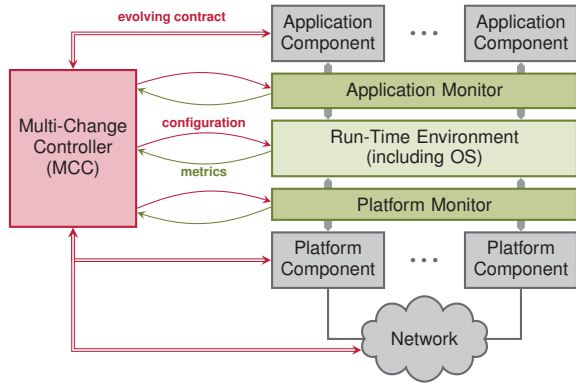 evolving contract
Application
Component
...
Application
Component
Application Monitor
Multi-Change
Controller
(MCC)
configuration
Run-Time Environment
(including OS)
metrics
Platform Monitor
Platform
Component
...
Platform
Component
Network